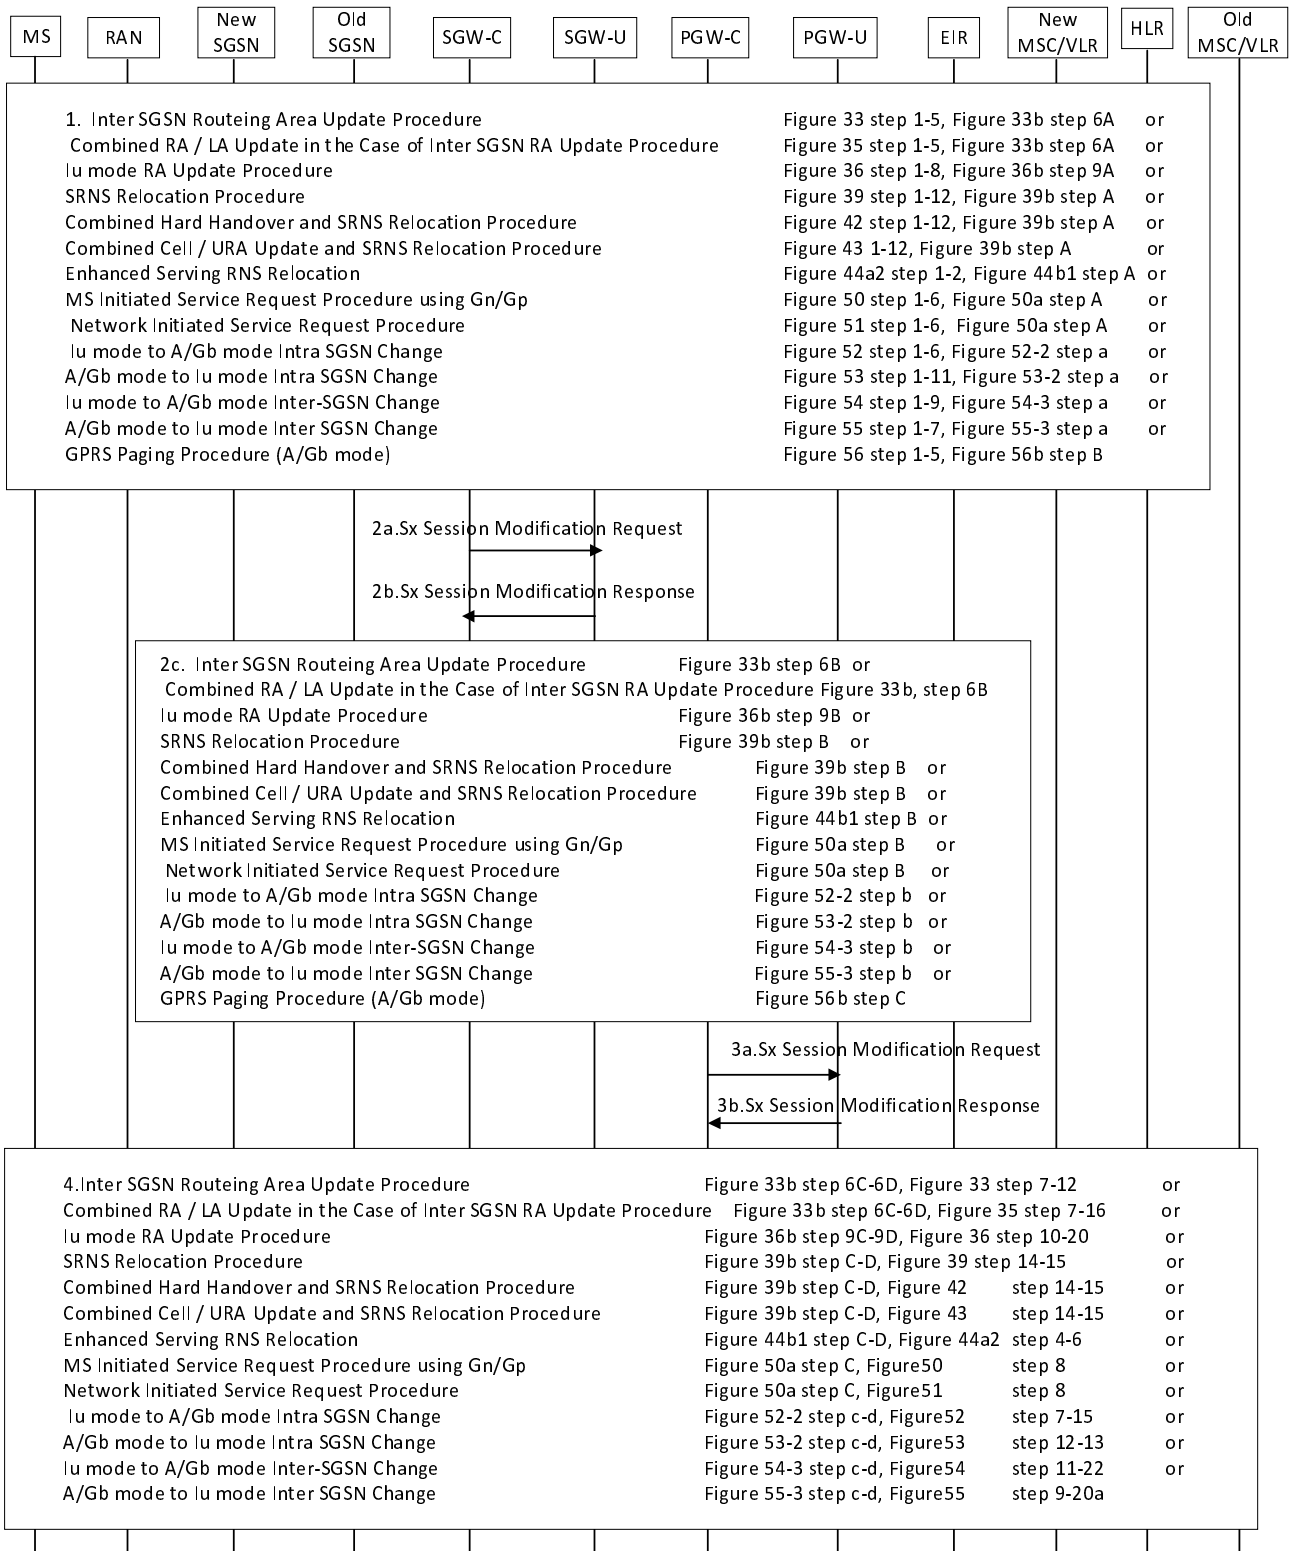 MS
RAN
New
SGSN
Old
SGSN
SGW-C
SGW-U
PGW-C
PGW-U
EIR
New
MSC/VLR
HLR
Old
MSC/VLR
1. Inter SGSN Routeing Area Update Procedure Figure 33 step 1-5, Figure 33b step 6A or
Combined RA / LA Update in the Case of Inter SGSN RA Update Procedure Figure 35 step 1-5, Figure 33b step 6A or
Iu mode RA Update Procedure Figure 36 step 1-8, Figure 36b step 9A or
SRNS Relocation Procedure Figure 39 step 1-12, Figure 39b step A or
Combined Hard Handover and SRNS Relocation Procedure Figure 42 step 1-12, Figure 39b step A or
Combined Cell / URA Update and SRNS Relocation Procedure Figure 43 1-12, Figure 39b step A or
Enhanced Serving RNS Relocation Figure 44a2 step 1-2, Figure 44b1 step A or
MS Initiated Service Request Procedure using Gn/Gp Figure 50 step 1-6, Figure 50a step A or
Network Initiated Service Request Procedure Figure 51 step 1-6, Figure 50a step A or
Iu mode to A/Gb mode Intra SGSN Change Figure 52 step 1-6, Figure 52-2 step a or
A/Gb mode to Iu mode Intra SGSN Change Figure 53 step 1-11, Figure 53-2 step a or
Iu mode to A/Gb mode Inter-SGSN Change Figure 54 step 1-9, Figure 54-3 step a or
A/Gb mode to Iu mode Inter SGSN Change Figure 55 step 1-7, Figure 55-3 step a or
GPRS Paging Procedure (A/Gb mode) Figure 56 step 1-5, Figure 56b step B
2a.Sx Session Modification Request
2b.Sx Session Modification Response
2c. Inter SGSN Routeing Area Update Procedure Figure 33b step 6B or
Combined RA / LA Update in the Case of Inter SGSN RA Update Procedure Figure 33b, step 6B
Iu mode RA Update Procedure Figure 36b step 9B or
SRNS Relocation Procedure Figure 39b step B or
Combined Hard Handover and SRNS Relocation Procedure Figure 39b step B or
Combined Cell / URA Update and SRNS Relocation Procedure Figure 39b step B or
Enhanced Serving RNS Relocation Figure 44b1 step B or
MS Initiated Service Request Procedure using Gn/Gp Figure 50a step B or
Network Initiated Service Request Procedure Figure 50a step B or
Iu mode to A/Gb mode Intra SGSN Change Figure 52-2 step b or
A/Gb mode to Iu mode Intra SGSN Change Figure 53-2 step b or
Iu mode to A/Gb mode Inter-SGSN Change Figure 54-3 step b or
A/Gb mode to Iu mode Inter SGSN Change Figure 55-3 step b or
GPRS Paging Procedure (A/Gb mode) Figure 56b step C
3a.Sx Session Modification Request
3b.Sx Session Modification Response
4.Inter SGSN Routeing Area Update Procedure Figure 33b step 6C-6D, Figure 33 step 7-12 or
Combined RA / LA Update in the Case of Inter SGSN RA Update Procedure Figure 33b step 6C-6D, Figure 35 step 7-16 or
Iu mode RA Update Procedure Figure 36b step 9C-9D, Figure 36 step 10-20 or
SRNS Relocation Procedure Figure 39b step C-D, Figure 39 step 14-15 or
Combined Hard Handover and SRNS Relocation Procedure Figure 39b step C-D, Figure 42 step 14-15 or
Combined Cell / URA Update and SRNS Relocation Procedure Figure 39b step C-D, Figure 43 step 14-15 or
Enhanced Serving RNS Relocation Figure 44b1 step C-D, Figure 44a2 step 4-6 or
MS Initiated Service Request Procedure using Gn/Gp Figure 50a step C, Figure50 step 8 or
Network Initiated Service Request Procedure Figure 50a step C, Figure51 step 8 or
Iu mode to A/Gb mode Intra SGSN Change Figure 52-2 step c-d, Figure52 step 7-15 or
A/Gb mode to Iu mode Intra SGSN Change Figure 53-2 step c-d, Figure53 step 12-13 or
Iu mode to A/Gb mode Inter-SGSN Change Figure 54-3 step c-d, Figure54 step 11-22 or
A/Gb mode to Iu mode Inter SGSN Change Figure 55-3 step c-d, Figure55 step 9-20a